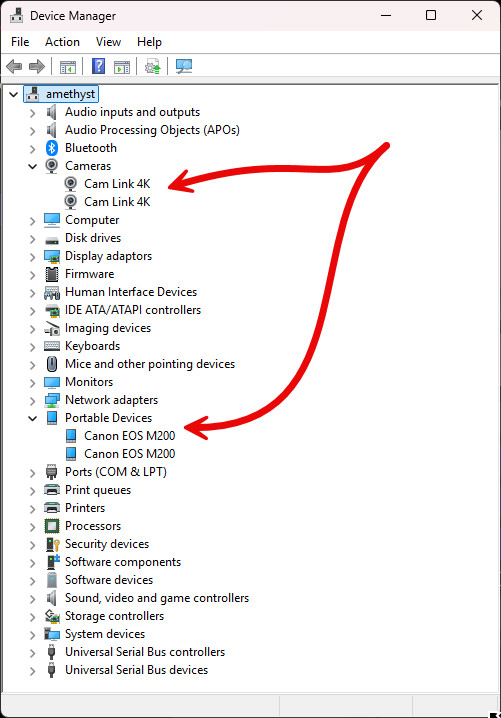 Device Manager
File Action View Help
amethyst
Audio inputs and outputs
Audio Processing Objects (APOs)
Bluetooth
Cameras
Cam Link 4K
Cam Link 4K
Computer
Disk drives
Display adaptors
Firmware
Human Interface Devices
IDE ATA/ATAPI controllers
Imaging devices
Keyboards
Mice and other pointing devices
Monitors
Network adapters
Portable Devices
Canon EOS M200
Canon EOS M200
Ports (COM & LPT)
Print queues
Printers
Processors
Security devices
Software components
Software devices
Sound, video and game controllers
Storage controllers
System devices
Universal Serial Bus controllers
Universal Serial Bus devices